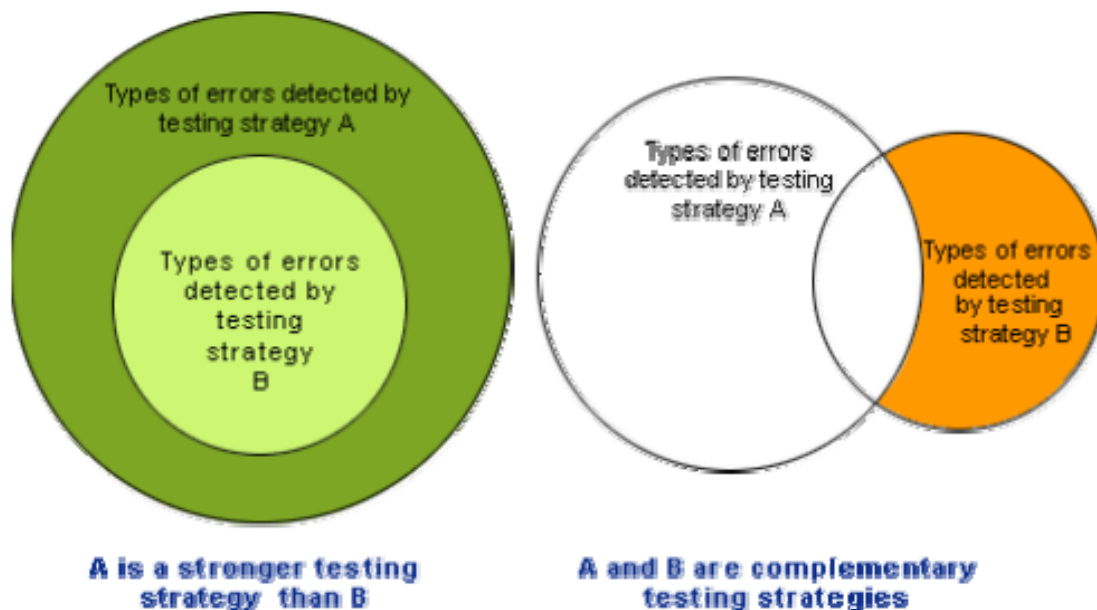 Types of errors detected by
testing strategy A
Types of errors
detected by
testing
strategy
B
A is a stronger testing
strategy than B
Types of errors
detected by testing
strategy A
Types of errors
detected
by testing
strategy B
A and B are complementary
testing strategies